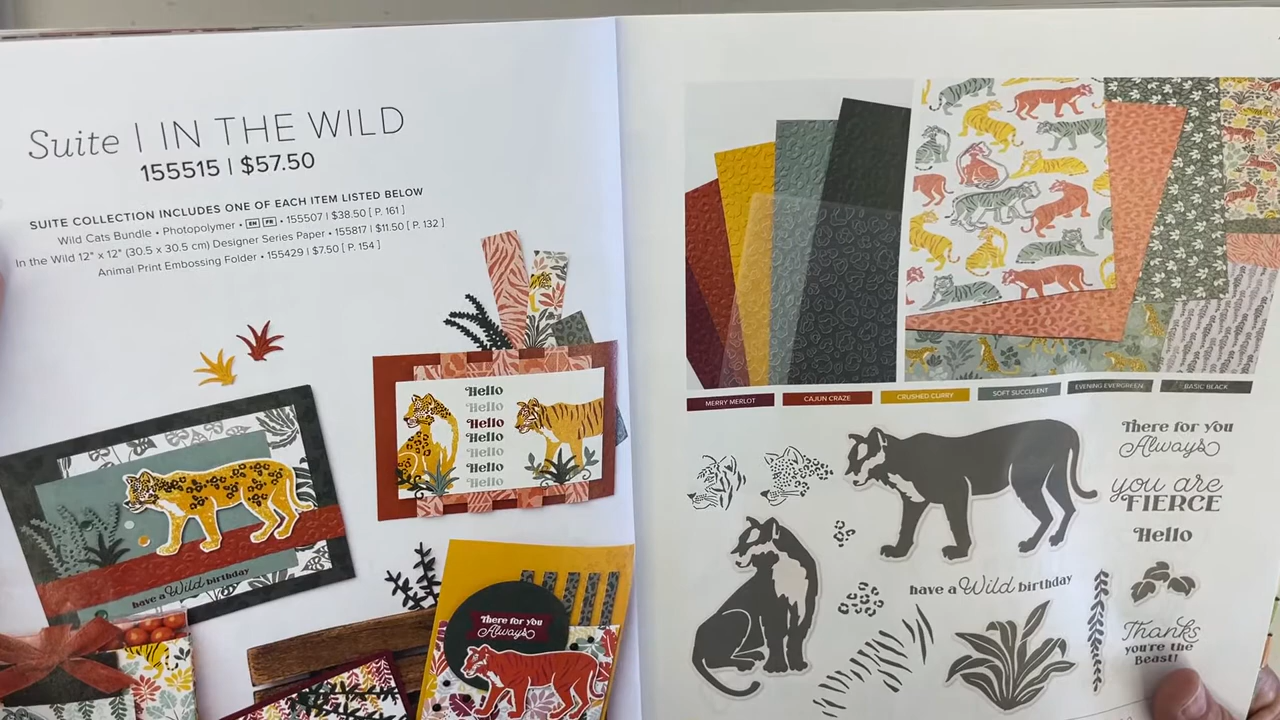 Suite | IN THE WILD
155515 | $57.50
SUITE COLLECTION INCLUDES ONE OF EACH ITEM LISTED BELOW
Wild Cats Bundle • Photopolymer • EN FR • 155507 | $38.50 [ P. 161 ]
In the Wild 12" x 12" (30.5 x 30.5 cm) Designer Series Paper • 155817 | $11.50 [ P. 132 ]
Animal Print Embossing Folder • 155429 | $7.50 [ P. 154 ]
Hello
Hello
Hello
Hello
Hello
Hello
Hello
have a Wild birthday
There for you
Always
MERRY MERLOT
CAJUN CRAZE
CRUSHED CURRY
SOFT SUCCULENT
EVENING EVERGREEN
BASIC BLACK
There for you
Always
you are
FIERCE
Hello
have a Wild birthday
Thanks
you're the
Beast!